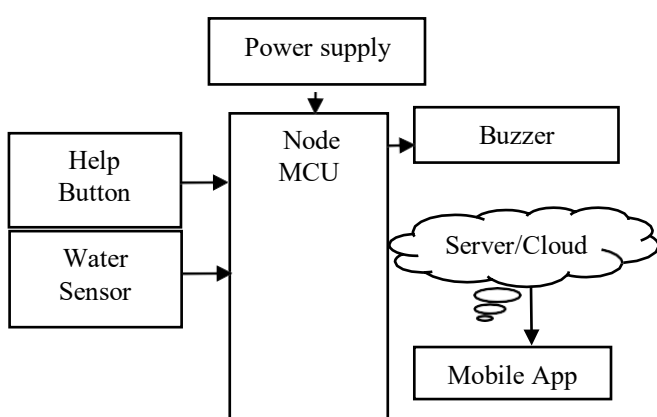 Power supply
Node
MCU
Buzzer
Help
Button
Server/Cloud
Water
Sensor
Mobile App